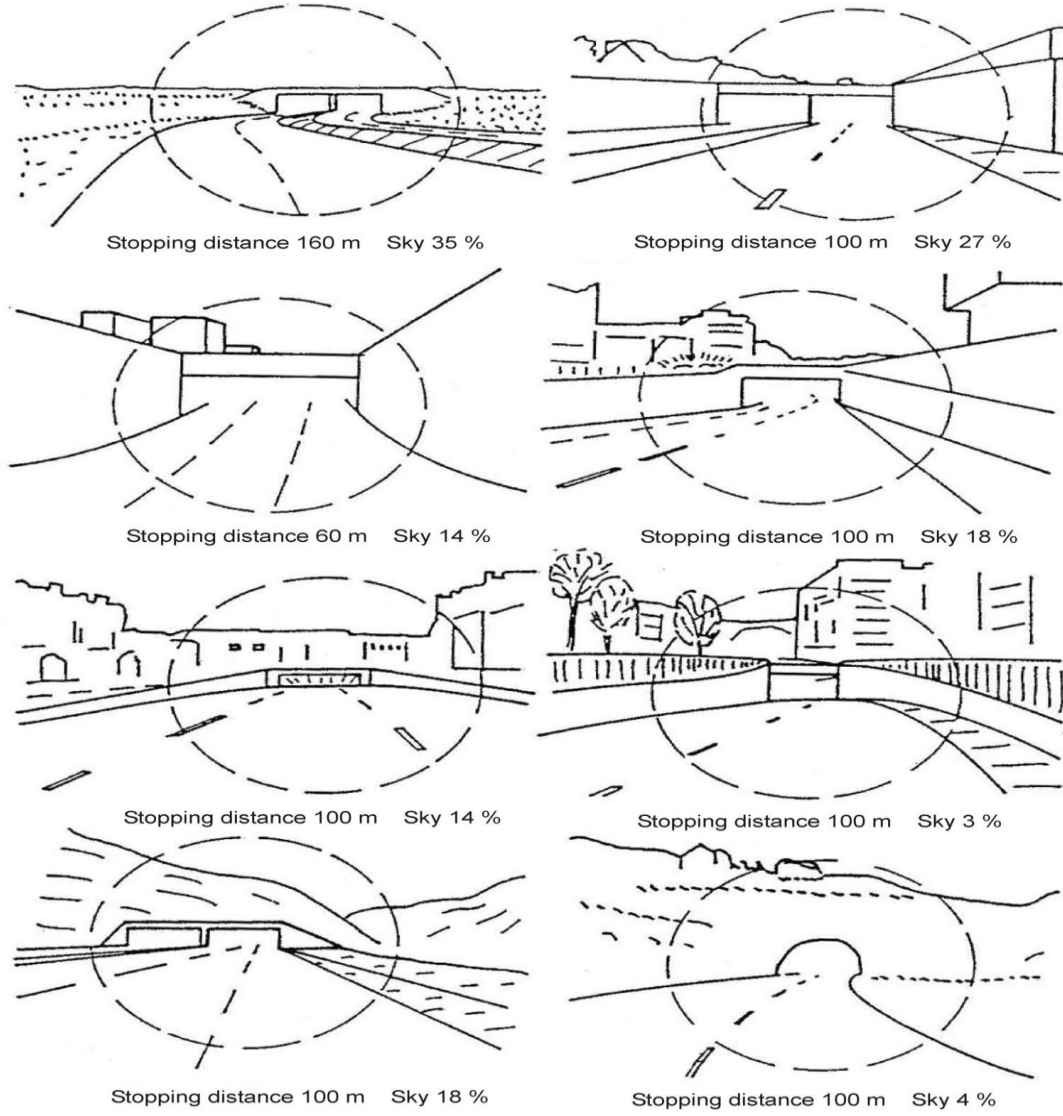 Stopping distance 160 m Sky 35 %
Stopping distance 100 m Sky 27 %
Stopping distance 60 m Sky 14 %
Stopping distance 100 m Sky 18 %
Stopping distance 100 m Sky 14 %
Stopping distance 100 m Sky 3 %
Stopping distance 100 m Sky 18 %
Stopping distance 100 m Sky 4 %